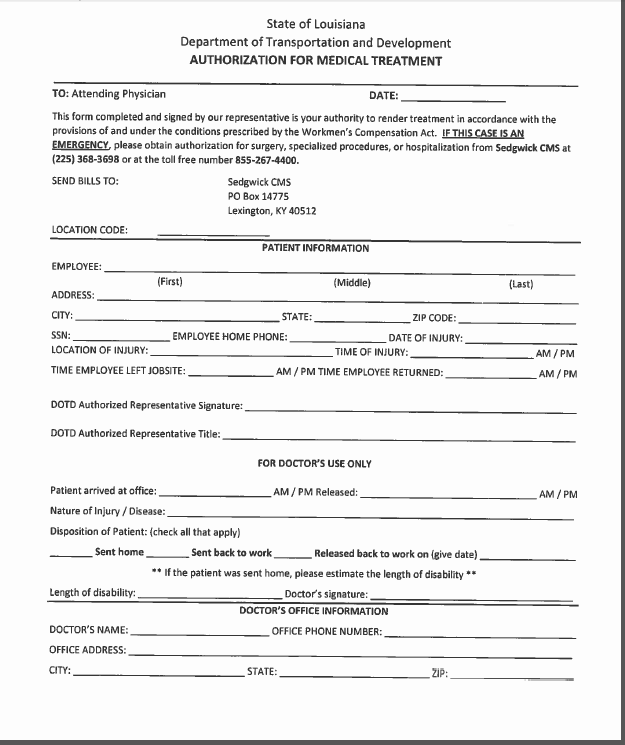 State of Louisiana
Department of Transportation and Development
AUTHORIZATION FOR MEDICAL TREATMENT
TO: Attending Physician DATE: ____________
This form completed and signed by our representative is your authority to render treatment in accordance with the
provisions of and under the conditions prescribed by the Workmen's Compensation Act. IF THIS CASE IS AN
EMERGENCY, please obtain authorization for surgery, specialized procedures, or hospitalization from Sedgwick CMS at
(225) 368-3698 or at the toll free number 855-267-4400.
SEND BILLS TO: Sedgwick CMS
PO Box 14775
Lexington, KY 40512
LOCATION CODE: ____________
PATIENT INFORMATION
EMPLOYEE: ____________
(First) (Middle) (Last)
ADDRESS: ____________
CITY: ____________ STATE: ____________ ZIP CODE: ____________
SSN: ____________ EMPLOYEE HOME PHONE: ____________ DATE OF INJURY: ____________
LOCATION OF INJURY: ____________ TIME OF INJURY: ____________ AM / PM
TIME EMPLOYEE LEFT JOBSITE: ____________ AM / PM TIME EMPLOYEE RETURNED: ____________ AM / PM
DOTD Authorized Representative Signature: ____________
DOTD Authorized Representative Title: ____________
FOR DOCTOR'S USE ONLY
Patient arrived at office: ____________ AM / PM Released: ____________ AM / PM
Nature of Injury / Disease: ____________
Disposition of Patient: (check all that apply)
_______ Sent home _______ Sent back to work _______ Released back to work on (give date) ____________
** If the patient was sent home, please estimate the length of disability **
Length of disability: ____________ Doctor's signature: ____________
DOCTOR'S OFFICE INFORMATION
DOCTOR'S NAME: ____________ OFFICE PHONE NUMBER: ____________
OFFICE ADDRESS: ____________
CITY: ____________ STATE: ____________ ZIP: ____________